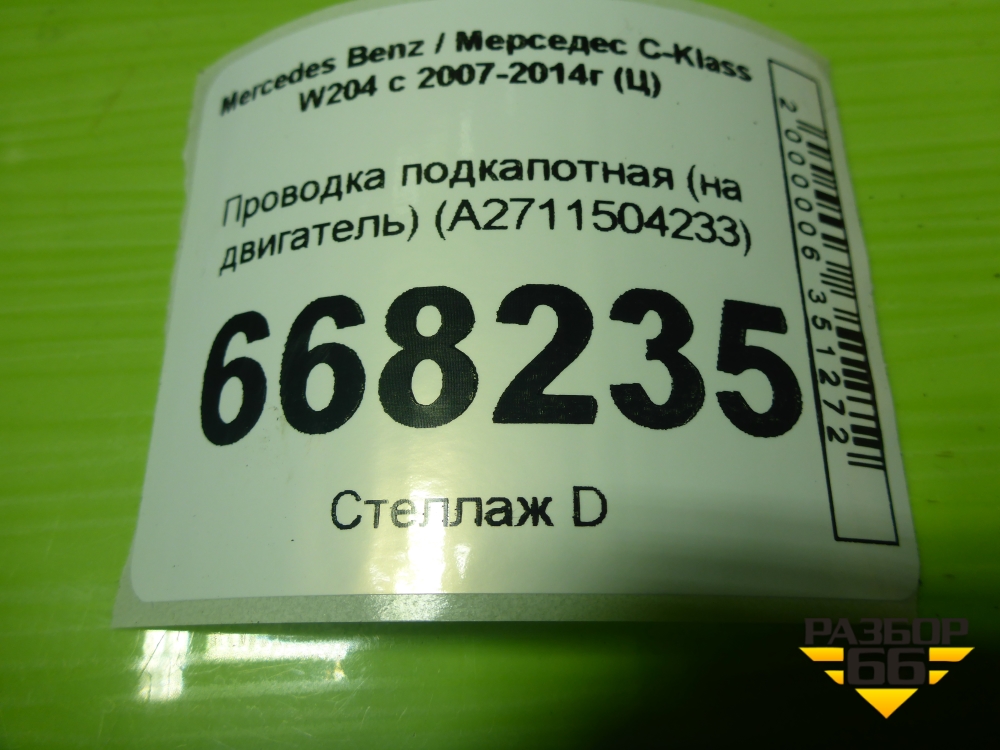 Mercedes Benz / Мерседес C-Klass
W204 с 2007-2014г (Ц)
Проводка подкапотная (на
двигатель) (A2711504233)
668235
Стеллаж D
2000006351272
РАЗБОР
66